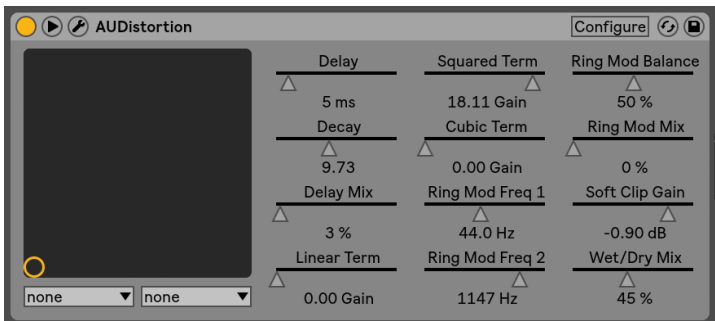 AUDistortion
Configure
Delay
5 ms
Decay
9.73
Delay Mix
3 %
Linear Term
0.00 Gain
Squared Term
18.11 Gain
Cubic Term
0.00 Gain
Ring Mod Freq 1
44.0 Hz
Ring Mod Freq 2
1147 Hz
Ring Mod Balance
50 %
Ring Mod Mix
0 %
Soft Clip Gain
-0.90 dB
Wet/Dry Mix
45 %
none
none